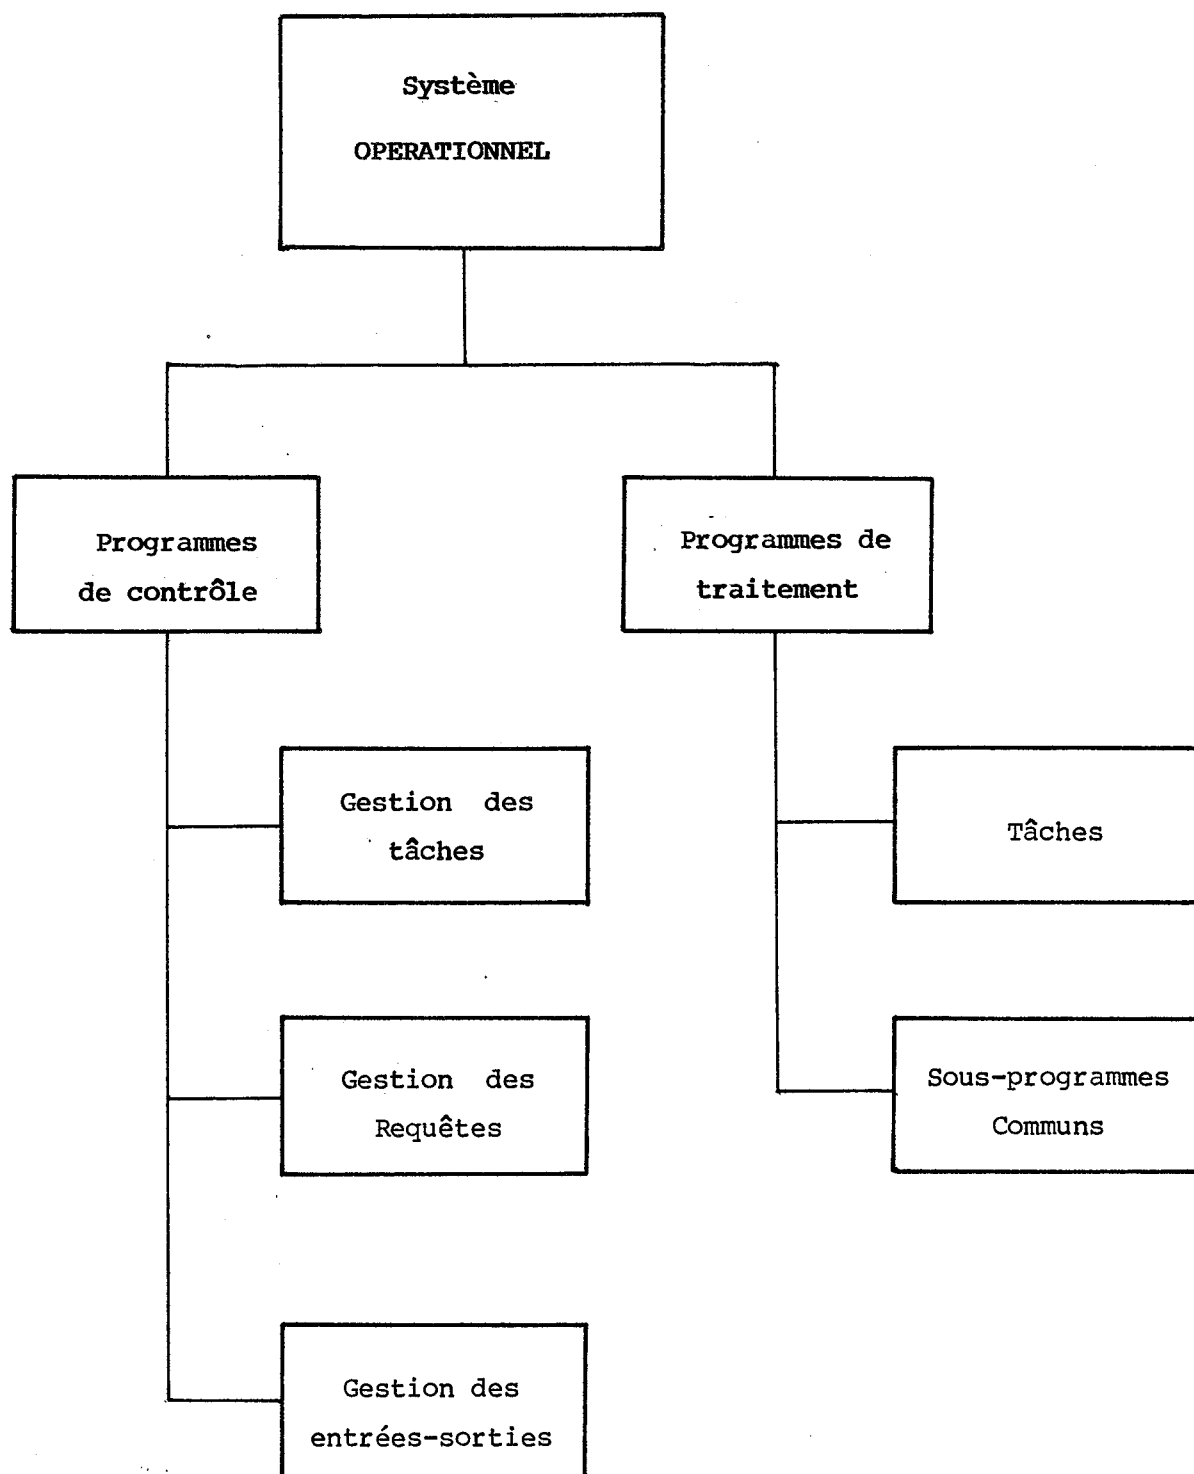 Système
OPERATIONNEL
Programmes
de contrôle
Programmes de
traitement
Gestion des
tâches
Tâches
Gestion des
Requêtes
Sous-programmes
Communs
Gestion des
entrées-sorties